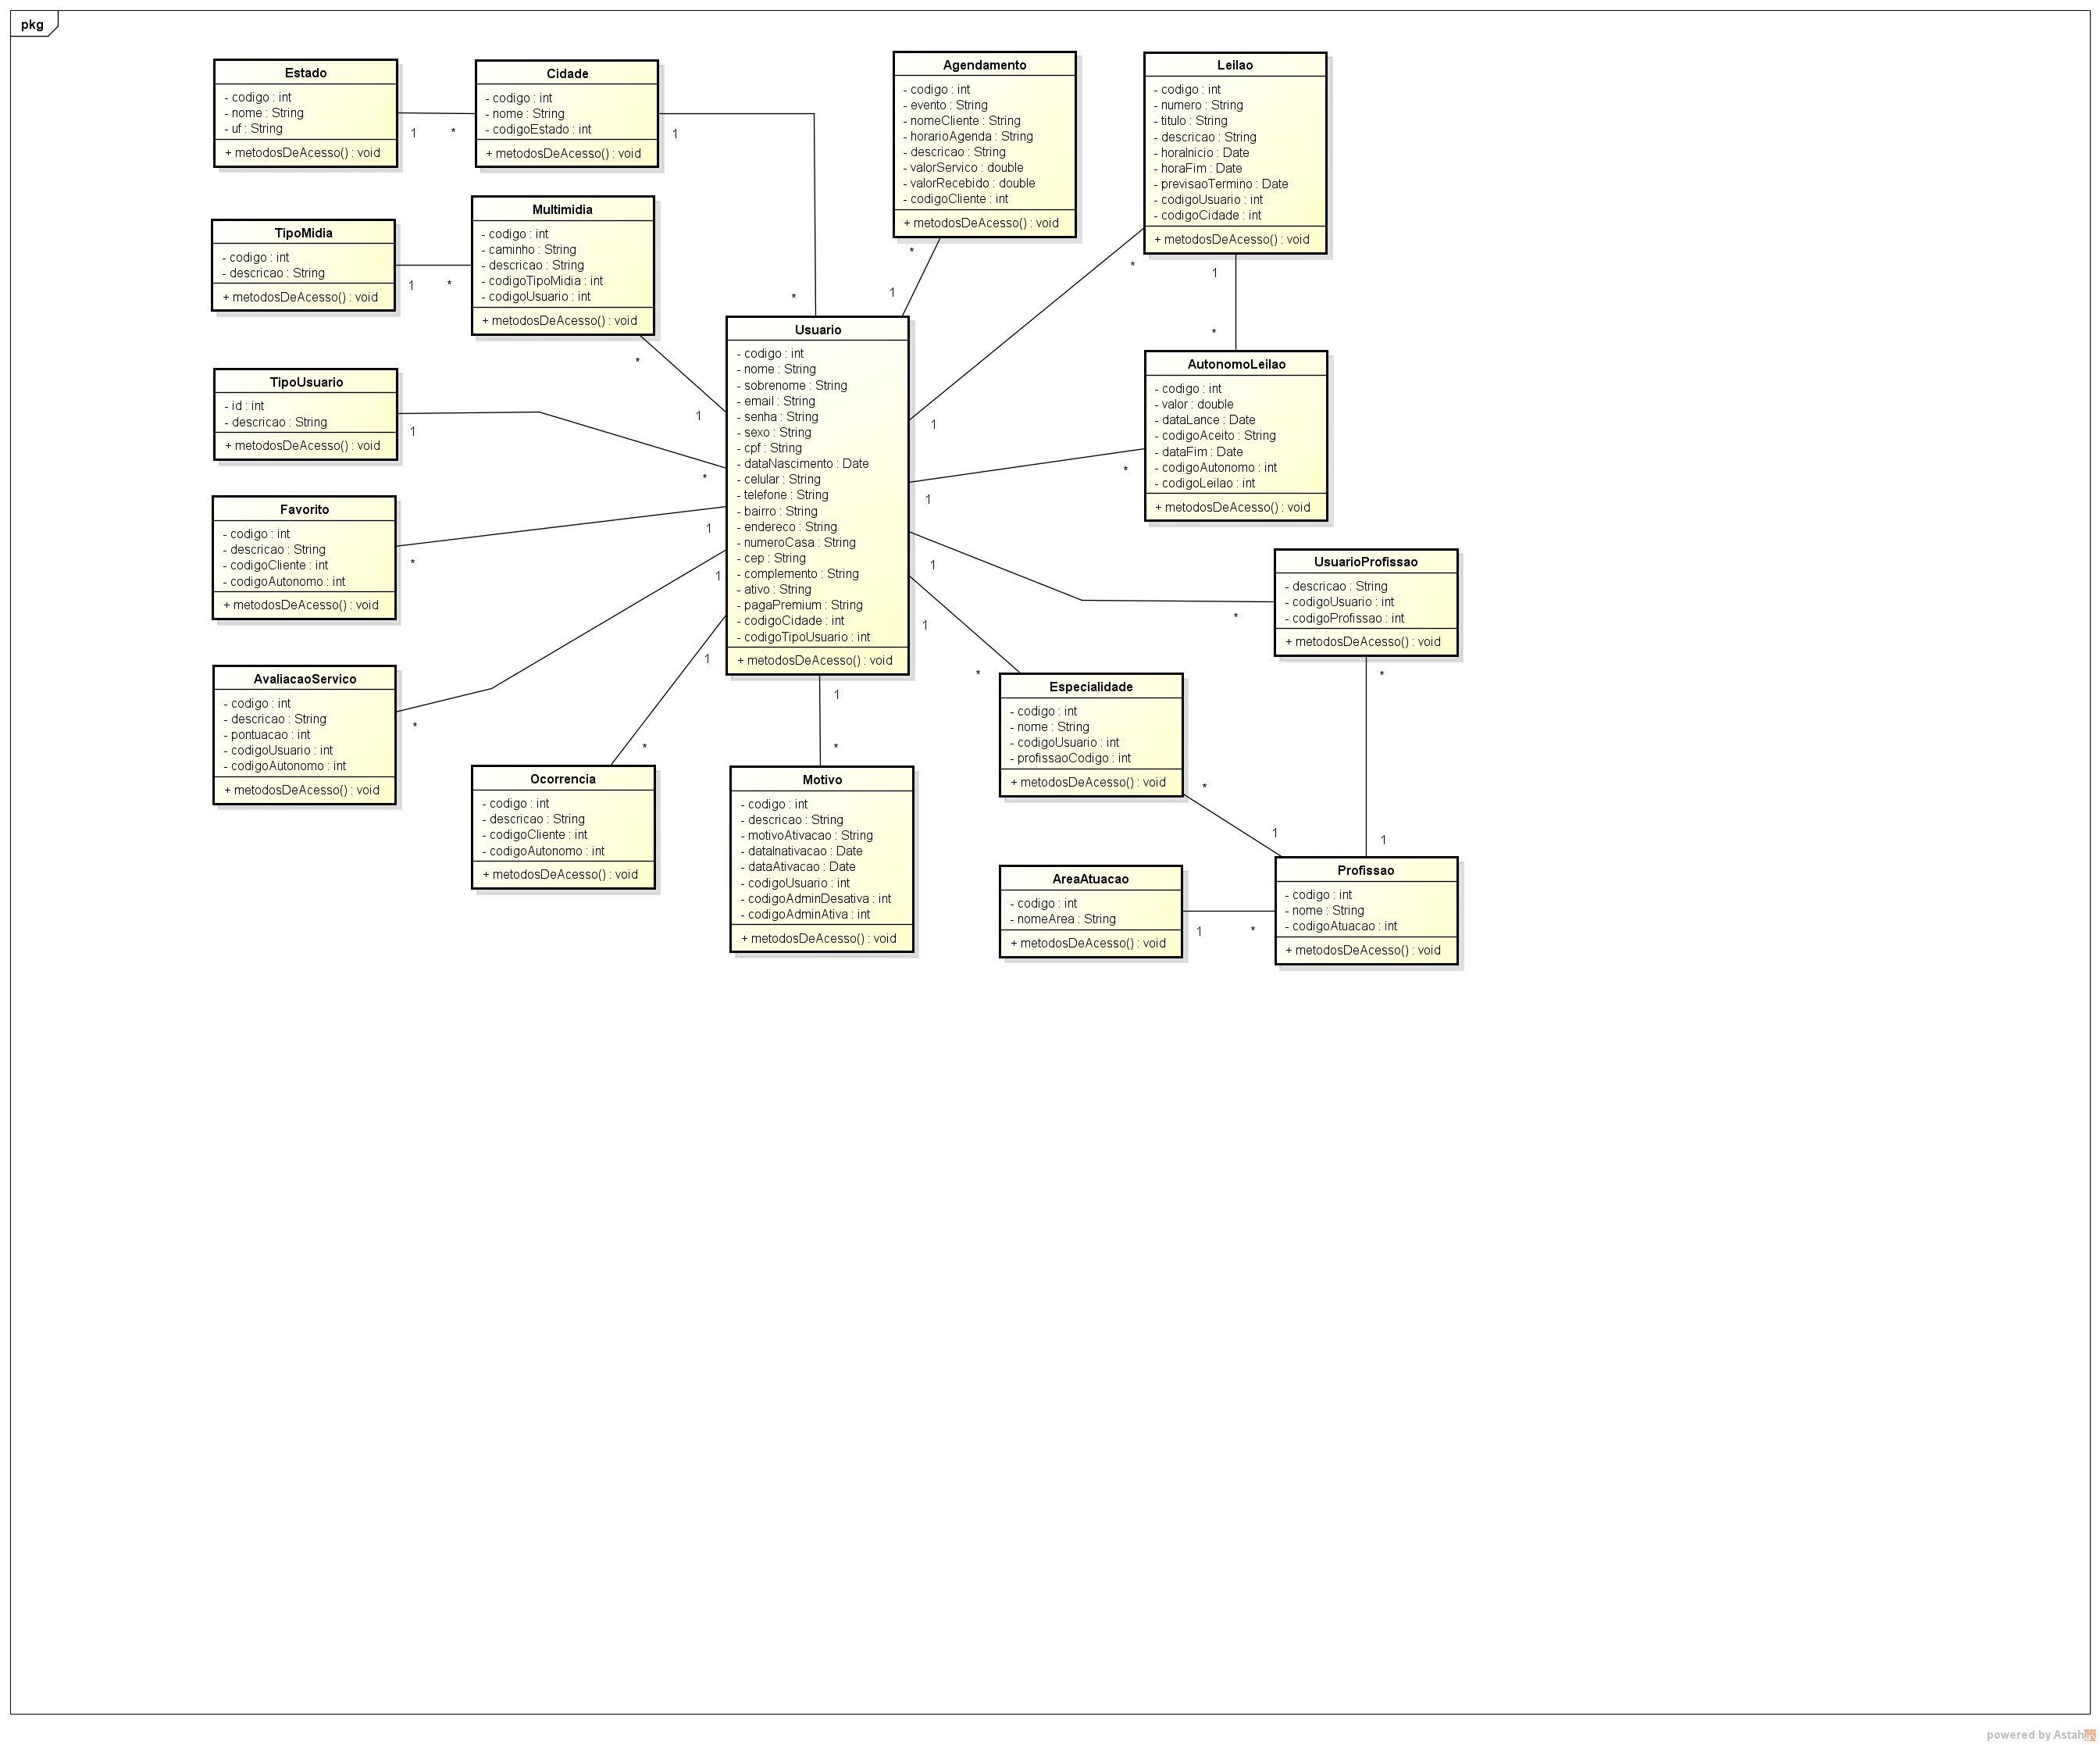 pkg
Estado
- codigo : int
- nome : String
- uf : String
+ metodosDeAcesso() : void
1
*
Cidade
- codigo : int
- nome : String
- codigoEstado : int
+ metodosDeAcesso() : void
1
*
Agendamento
- codigo : int
- evento : String
- nomeCliente : String
- horarioAgenda : String
- descricao : String
- valorServico : double
- valorRecebido : double
- codigoCliente : int
+ metodosDeAcesso() : void
*
1
Leilao
- codigo : int
- numero : String
- titulo : String
- descricao : String
- horaInicio : Date
- horaFim : Date
- previsaoTermino : Date
- codigoUsuario : int
- codigoCidade : int
+ metodosDeAcesso() : void
*
1
1
*
TipoMidia
- codigo : int
- descricao : String
+ metodosDeAcesso() : void
1
*
Multimidia
- codigo : int
- caminho : String
- descricao : String
- codigoTipoMidia : int
- codigoUsuario : int
+ metodosDeAcesso() : void
*
1
Usuario
- codigo : int
- nome : String
- sobrenome : String
- email : String
- senha : String
- sexo : String
- cpf : String
- dataNascimento : Date
- celular : String
- telefone : String
- bairro : String
- endereco : String
- numeroCasa : String
- cep : String
- complemento : String
- ativo : String
- pagaPremium : String
- codigoCidade : int
- codigoTipoUsuario : int
+ metodosDeAcesso() : void
AutonomoLeilao
- codigo : int
- valor : double
- dataLance : Date
- codigoAceito : String
- dataFim : Date
- codigoAutonomo : int
- codigoLeilao : int
+ metodosDeAcesso() : void
*
1
TipoUsuario
- id : int
- descricao : String
+ metodosDeAcesso() : void
1
*
Favorito
- codigo : int
- descricao : String
- codigoCliente : int
- codigoAutonomo : int
+ metodosDeAcesso() : void
*
1
UsuarioProfissao
- descricao : String
- codigoUsuario : int
- codigoProfissao : int
+ metodosDeAcesso() : void
1
*
*
1
AvaliacaoServico
- codigo : int
- descricao : String
- pontuacao : int
- codigoUsuario : int
- codigoAutonomo : int
+ metodosDeAcesso() : void
*
1
Especialidade
- codigo : int
- nome : String
- codigoUsuario : int
- profissaoCodigo : int
+ metodosDeAcesso() : void
1
*
*
1
Ocorrencia
- codigo : int
- descricao : String
- codigoCliente : int
- codigoAutonomo : int
+ metodosDeAcesso() : void
1
*
Motivo
- codigo : int
- descricao : String
- motivoAtivacao : String
- dataInativacao : Date
- dataAtivacao : Date
- codigoUsuario : int
- codigoAdminDesativa : int
- codigoAdminAtiva : int
+ metodosDeAcesso() : void
1
*
AreaAtuacao
- codigo : int
- nomeArea : String
+ metodosDeAcesso() : void
1
*
Profissao
- codigo : int
- nome : String
- codigoAtuacao : int
+ metodosDeAcesso() : void
powered by Astah